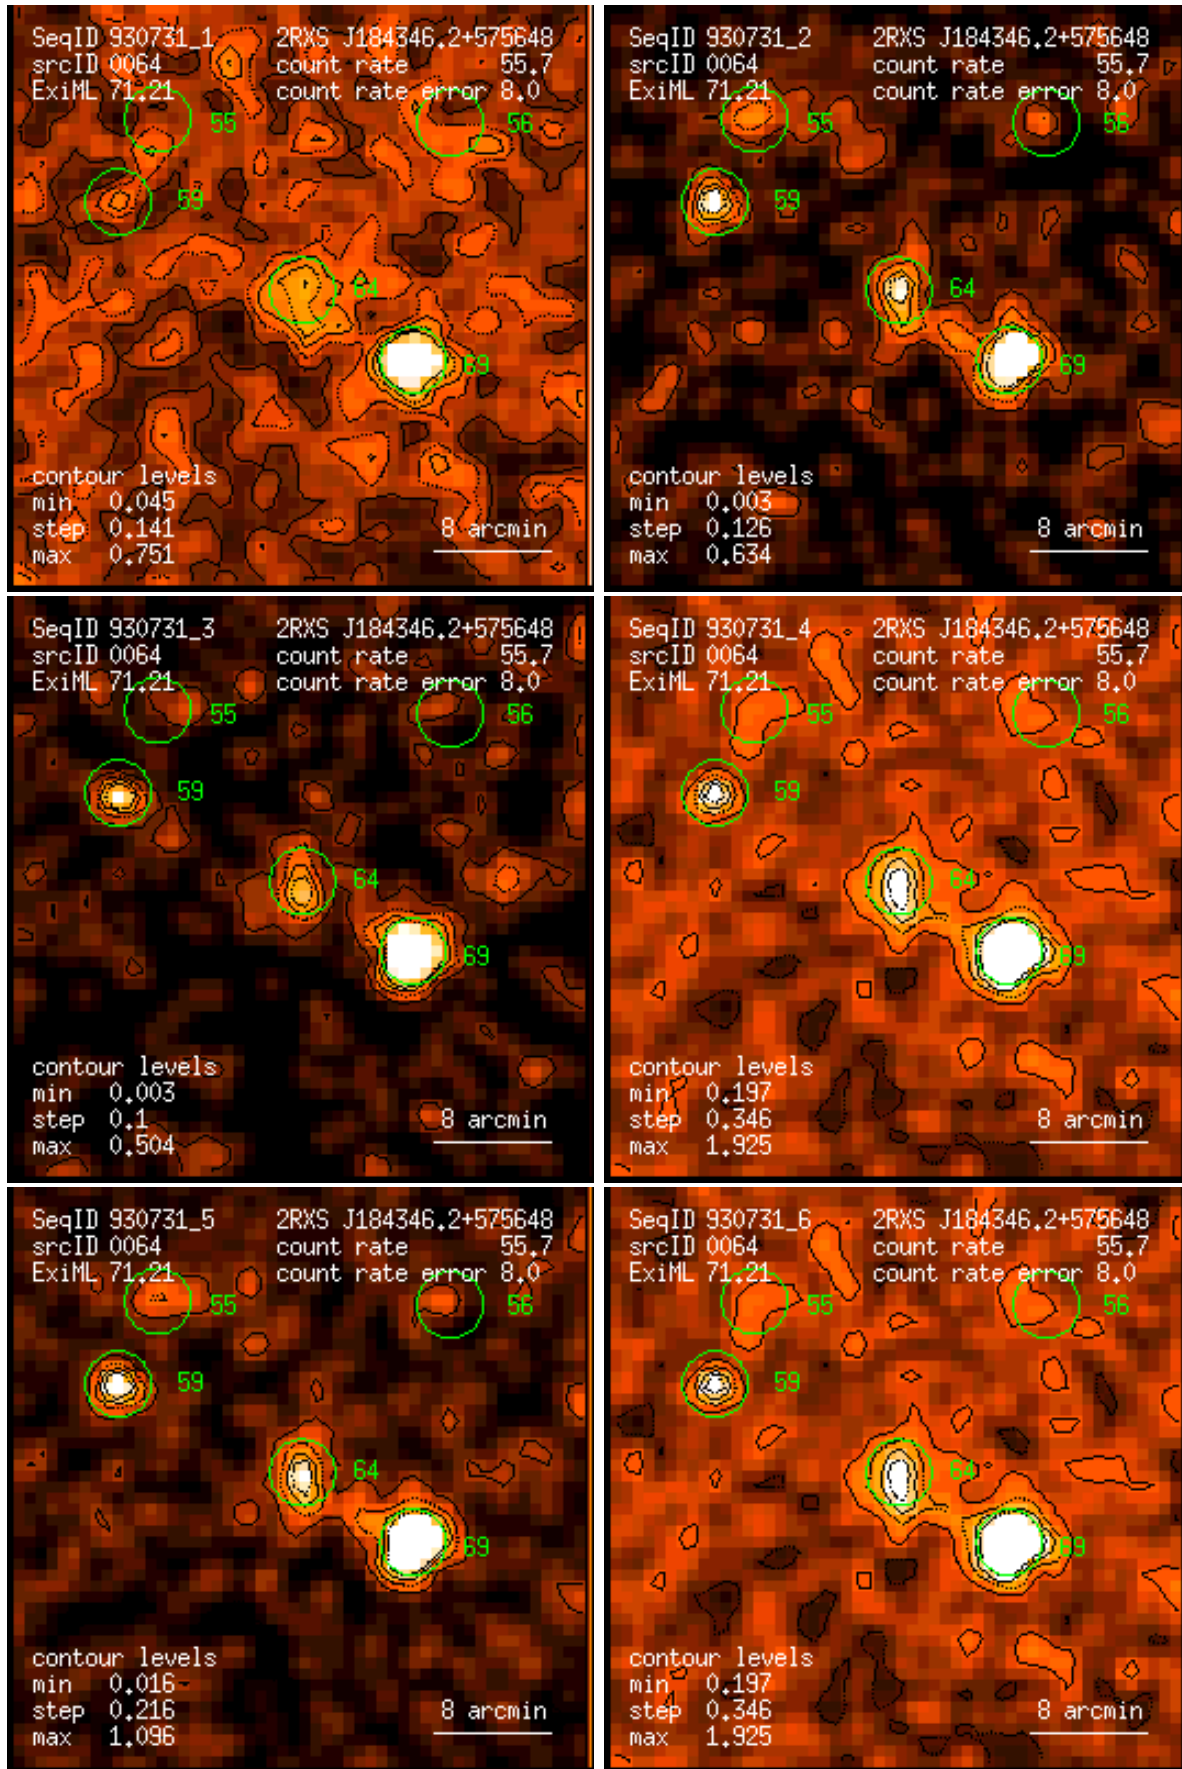 SeqID 930731_1 2RXS J184346.2+575648
srcID 0064 count rate 55.7
ExiML 71.21 count rate error 8.0
55
56
59
64
69
contour levels
min 0.045
step 0.141 8 arcmin
max 0.751
SeqID 930731_2 2RXS J184346.2+575648
srcID 0064 count rate 55.7
ExiML 71.21 count rate error 8.0
55
56
59
64
69
contour levels
min 0.003
step 0.126 8 arcmin
max 0.634
SeqID 930731_3 2RXS J184346.2+575648
srcID 0064 count rate 55.7
ExiML 71.21 count rate error 8.0
55
56
59
64
69
contour levels
min 0.003
step 0.1 8 arcmin
max 0.504
SeqID 930731_4 2RXS J184346.2+575648
srcID 0064 count rate 55.7
ExiML 71.21 count rate error 8.0
55
56
59
64
69
contour levels
min 0.197
step 0.346 8 arcmin
max 1.925
SeqID 930731_5 2RXS J184346.2+575648
srcID 0064 count rate 55.7
ExiML 71.21 count rate error 8.0
55
56
59
64
69
contour levels
min 0.016
step 0.216 8 arcmin
max 1.096
SeqID 930731_6 2RXS J184346.2+575648
srcID 0064 count rate 55.7
ExiML 71.21 count rate error 8.0
55
56
59
64
69
contour levels
min 0.197
step 0.346 8 arcmin
max 1.925